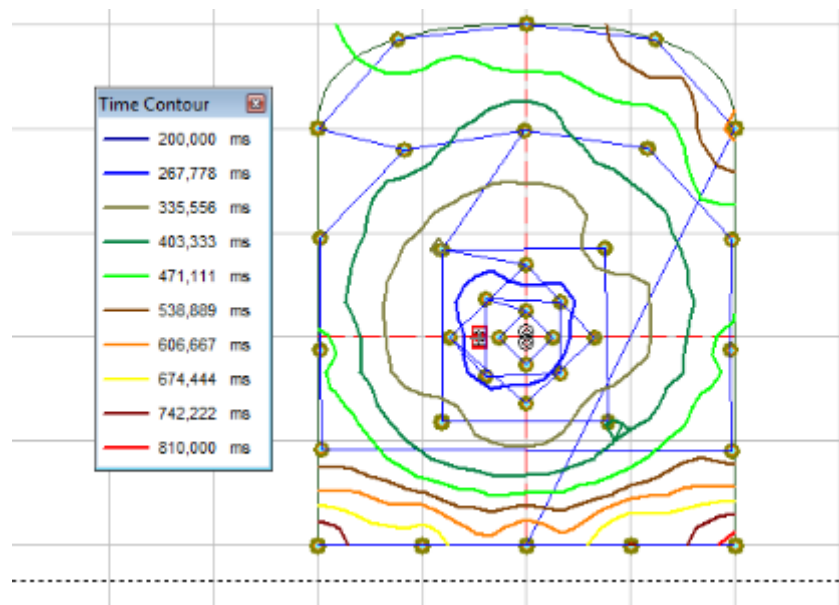 Time Contour
200,000 ms
267,778 ms
335,556 ms
403,333 ms
471,111 ms
538,889 ms
606,667 ms
674,444 ms
742,222 ms
810,000 ms